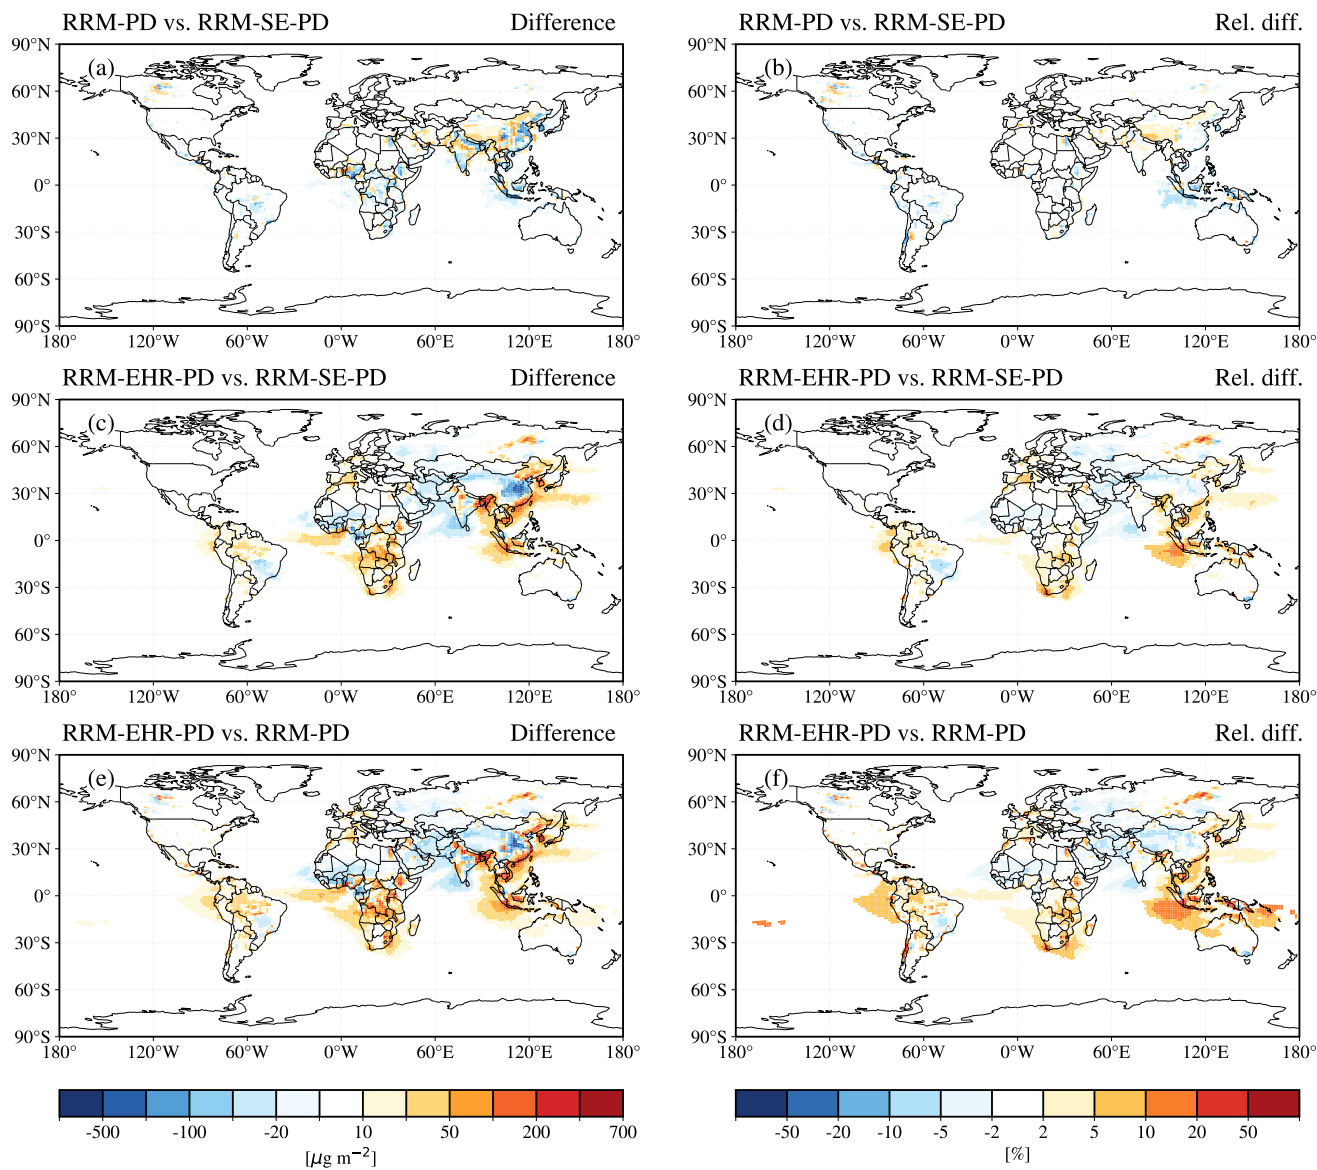 RRM-PD vs. RRM-SE-PD Difference
(a)
90°N
60°N
30°N
0°
30°S
60°S
90°S
180° 120°W 60°W 0°W 60°E 120°E 180°
RRM-PD vs. RRM-SE-PD Rel. diff.
(b)
90°N
60°N
30°N
0°
30°S
60°S
90°S
180° 120°W 60°W 0°W 60°E 120°E 180°
RRM-EHR-PD vs. RRM-SE-PD Difference
(c)
90°N
60°N
30°N
0°
30°S
60°S
90°S
180° 120°W 60°W 0°W 60°E 120°E 180°
RRM-EHR-PD vs. RRM-SE-PD Rel. diff.
(d)
90°N
60°N
30°N
0°
30°S
60°S
90°S
180° 120°W 60°W 0°W 60°E 120°E 180°
RRM-EHR-PD vs. RRM-PD Difference
(e)
90°N
60°N
30°N
0°
30°S
60°S
90°S
180° 120°W 60°W 0°W 60°E 120°E 180°
RRM-EHR-PD vs. RRM-PD Rel. diff.
(f)
90°N
60°N
30°N
0°
30°S
60°S
90°S
180° 120°W 60°W 0°W 60°E 120°E 180°
-500 -100 -20 10 50 200 700
[μg m⁻²]
-50 -20 -10 -5 -2 2 5 10 20 50
[%]